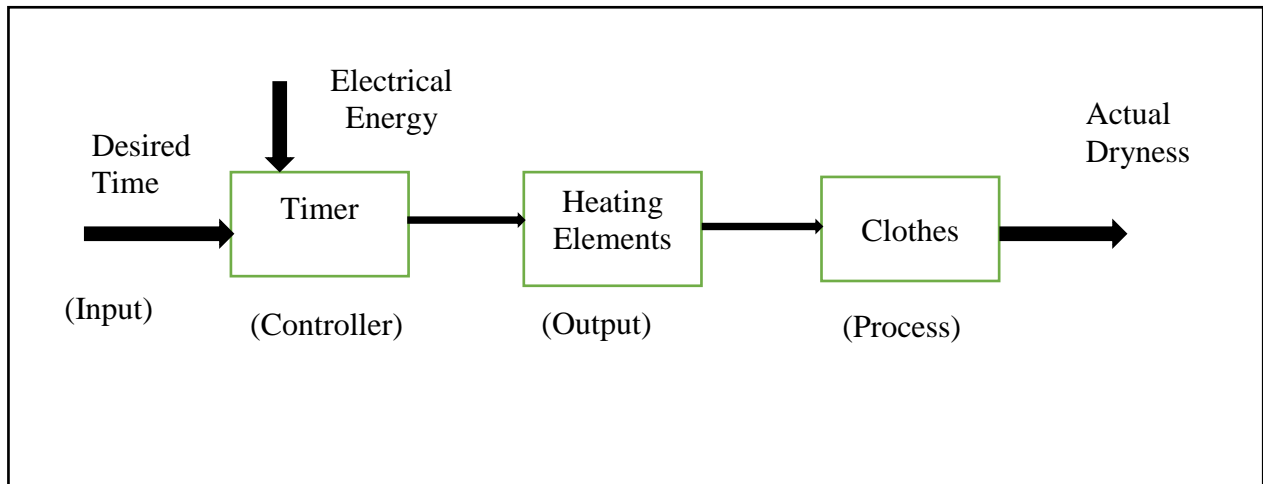 Electrical
Energy
Desired
Time
Actual
Dryness
Timer
Heating
Elements
Clothes
(Input)
(Controller)
(Output)
(Process)